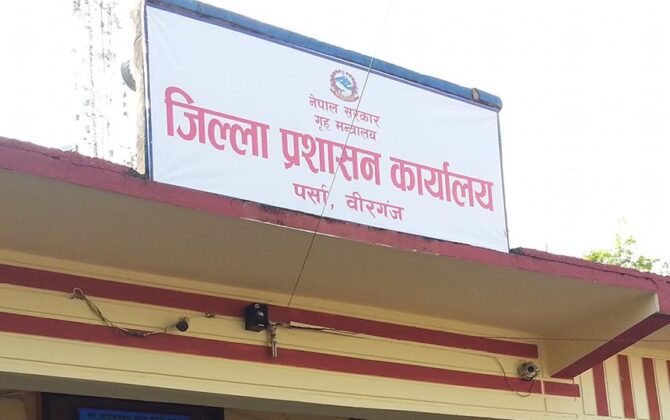 नेपाल सरकार
गृह मन्त्रालय
जिल्ला प्रशासन कार्यालय
पर्सा, वीरगंज